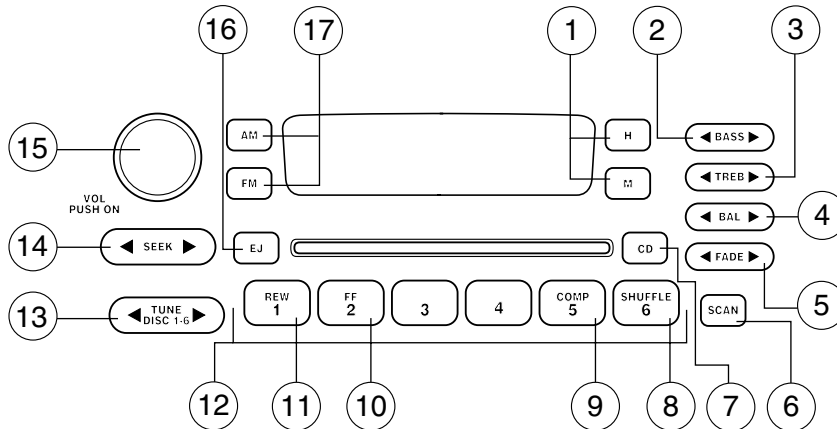 16
17
1
2
3
AM
H
BASS
15
FM
M
TREB
VOL
PUSH ON
BAL
4
14
SEEK
EJ
CD
FADE
5
13
TUNE
DISC 1-6
REW
1
FF
2
3
4
COMP
5
SHUFFLE
6
SCAN
12
11
10
9
8
7
6